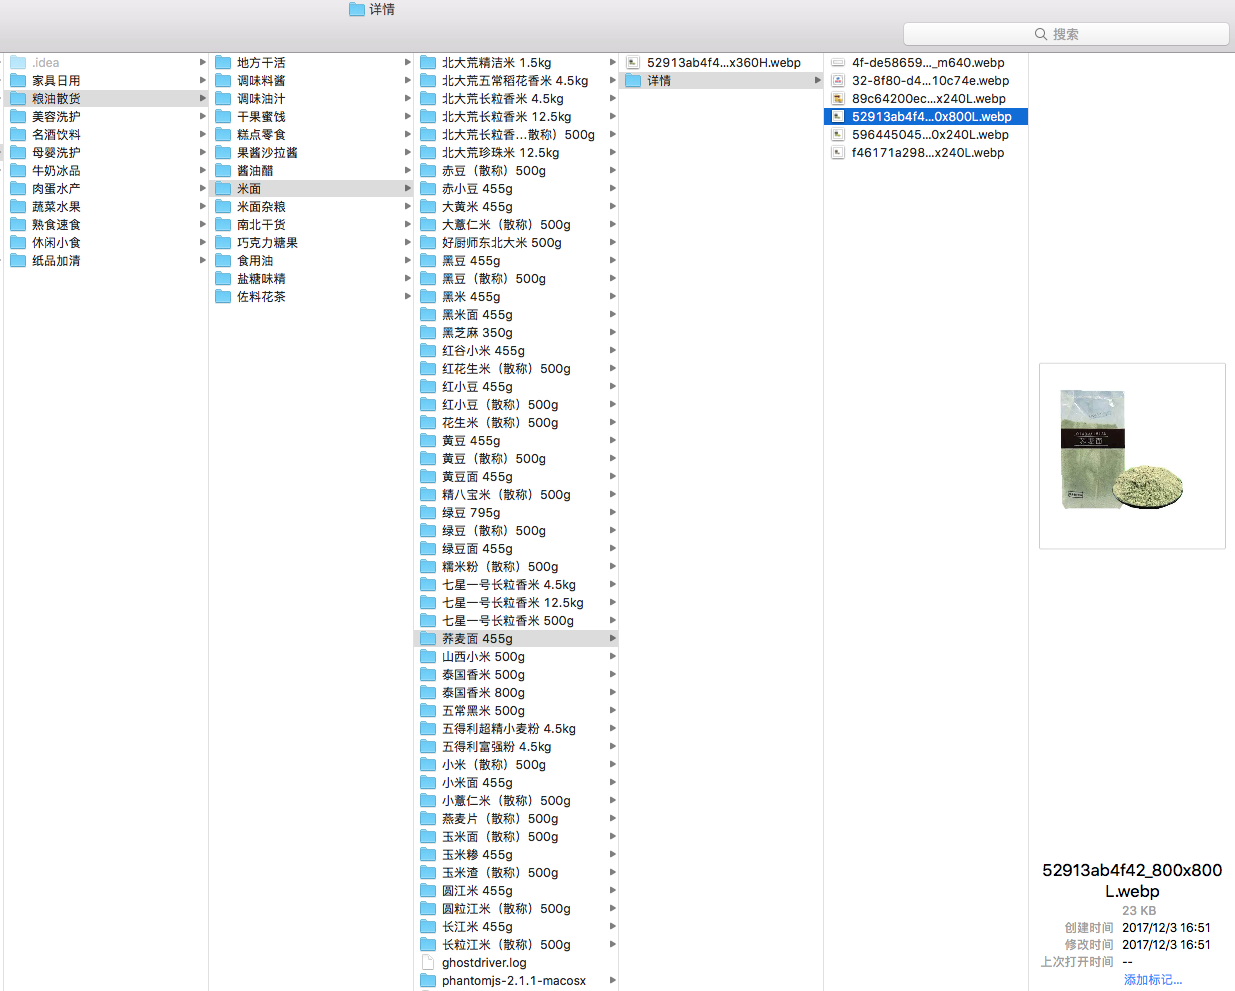 详情
搜索
.idea
家具日用
粮油散货
美容洗护
名酒饮料
母婴洗护
牛奶冰品
肉蛋水产
蔬菜水果
熟食速食
休闲小食
纸品加清
地方干活
调味料酱
调味油汁
干果蜜饯
糕点零食
果酱沙拉酱
酱油醋
米面
米面杂粮
南北干货
巧克力糖果
食用油
盐糖味精
佐料花茶
北大荒精洁米 1.5kg
北大荒五常稻花香米 4.5kg
北大荒长粒香米 4.5kg
北大荒长粒香米 12.5kg
北大荒长粒香...散称）500g
北大荒珍珠米 12.5kg
赤豆（散称）500g
赤小豆 455g
大黄米 455g
大薏仁米（散称）500g
好厨师东北大米 500g
黑豆 455g
黑豆（散称）500g
黑米 455g
黑米面 455g
黑芝麻 350g
红谷小米 455g
红花生米（散称）500g
红小豆 455g
红小豆（散称）500g
花生米（散称）500g
黄豆 455g
黄豆（散称）500g
黄豆面 455g
精八宝米（散称）500g
绿豆 795g
绿豆（散称）500g
绿豆面 455g
糯米粉（散称）500g
七星一号长粒香米 4.5kg
七星一号长粒香米 12.5kg
七星一号长粒香米 500g
荞麦面 455g
山西小米 500g
泰国香米 500g
泰国香米 800g
五常黑米 500g
五得利超精小麦粉 4.5kg
五得利富强粉 4.5kg
小米（散称）500g
小米面 455g
小薏仁米（散称）500g
燕麦片（散称）500g
玉米面（散称）500g
玉米糁 455g
玉米渣（散称）500g
圆江米 455g
圆粒江米（散称）500g
长江米 455g
长粒江米（散称）500g
ghostdriver.log
phantomjs-2.1.1-macosx
52913ab4f4...x360H.webp
详情
4f-de58659..._m640.webp
32-8f80-d4...10c74e.webp
89c64200ec...x240L.webp
52913ab4f4...0x800L.webp
596445045...0x240L.webp
f46171a298...x240L.webp
荞麦面
52913ab4f42_800x800
L.webp
23 KB
创建时间 2017/12/3 16:51
修改时间 2017/12/3 16:51
上次打开时间 --
添加标记...